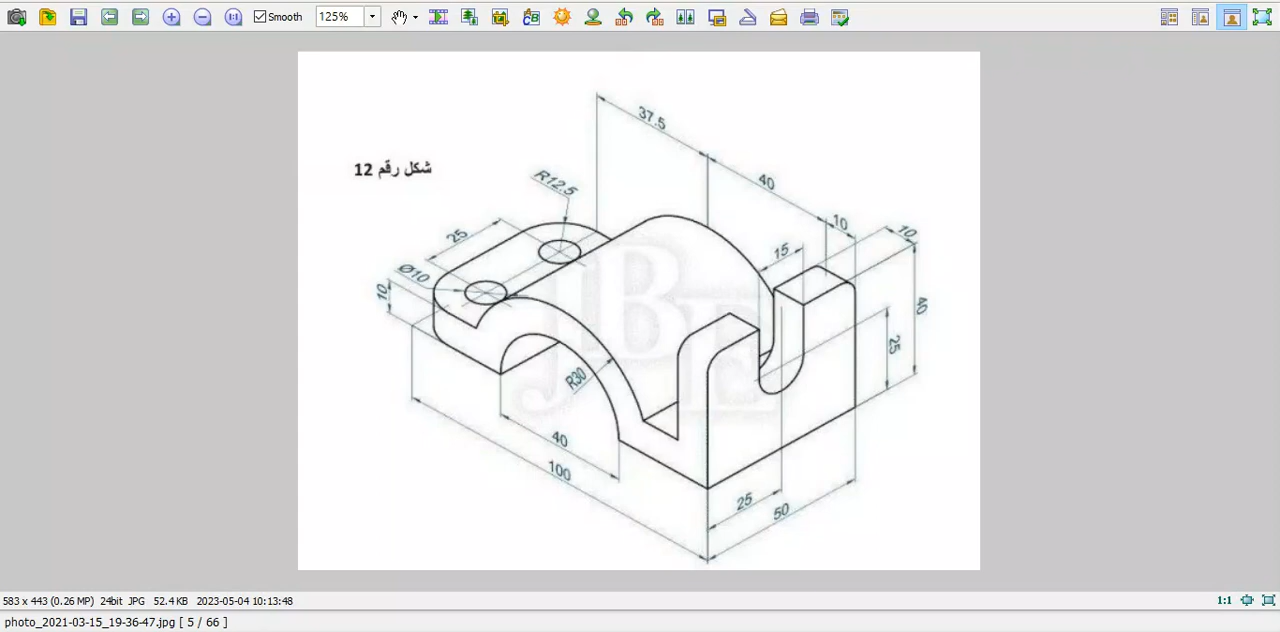 Smooth
125%
37.5
شكل رقم 12
R12.5
40
10
10
25
15
Ø10
10
40
25
R30
40
100
25
50
JBF
583 x 443 (0.26 MP) 24bit JPG 52.4 KB 2023-05-04 10:13:48
1:1
photo_2021-03-15_19-36-47.jpg [ 5 / 66 ]